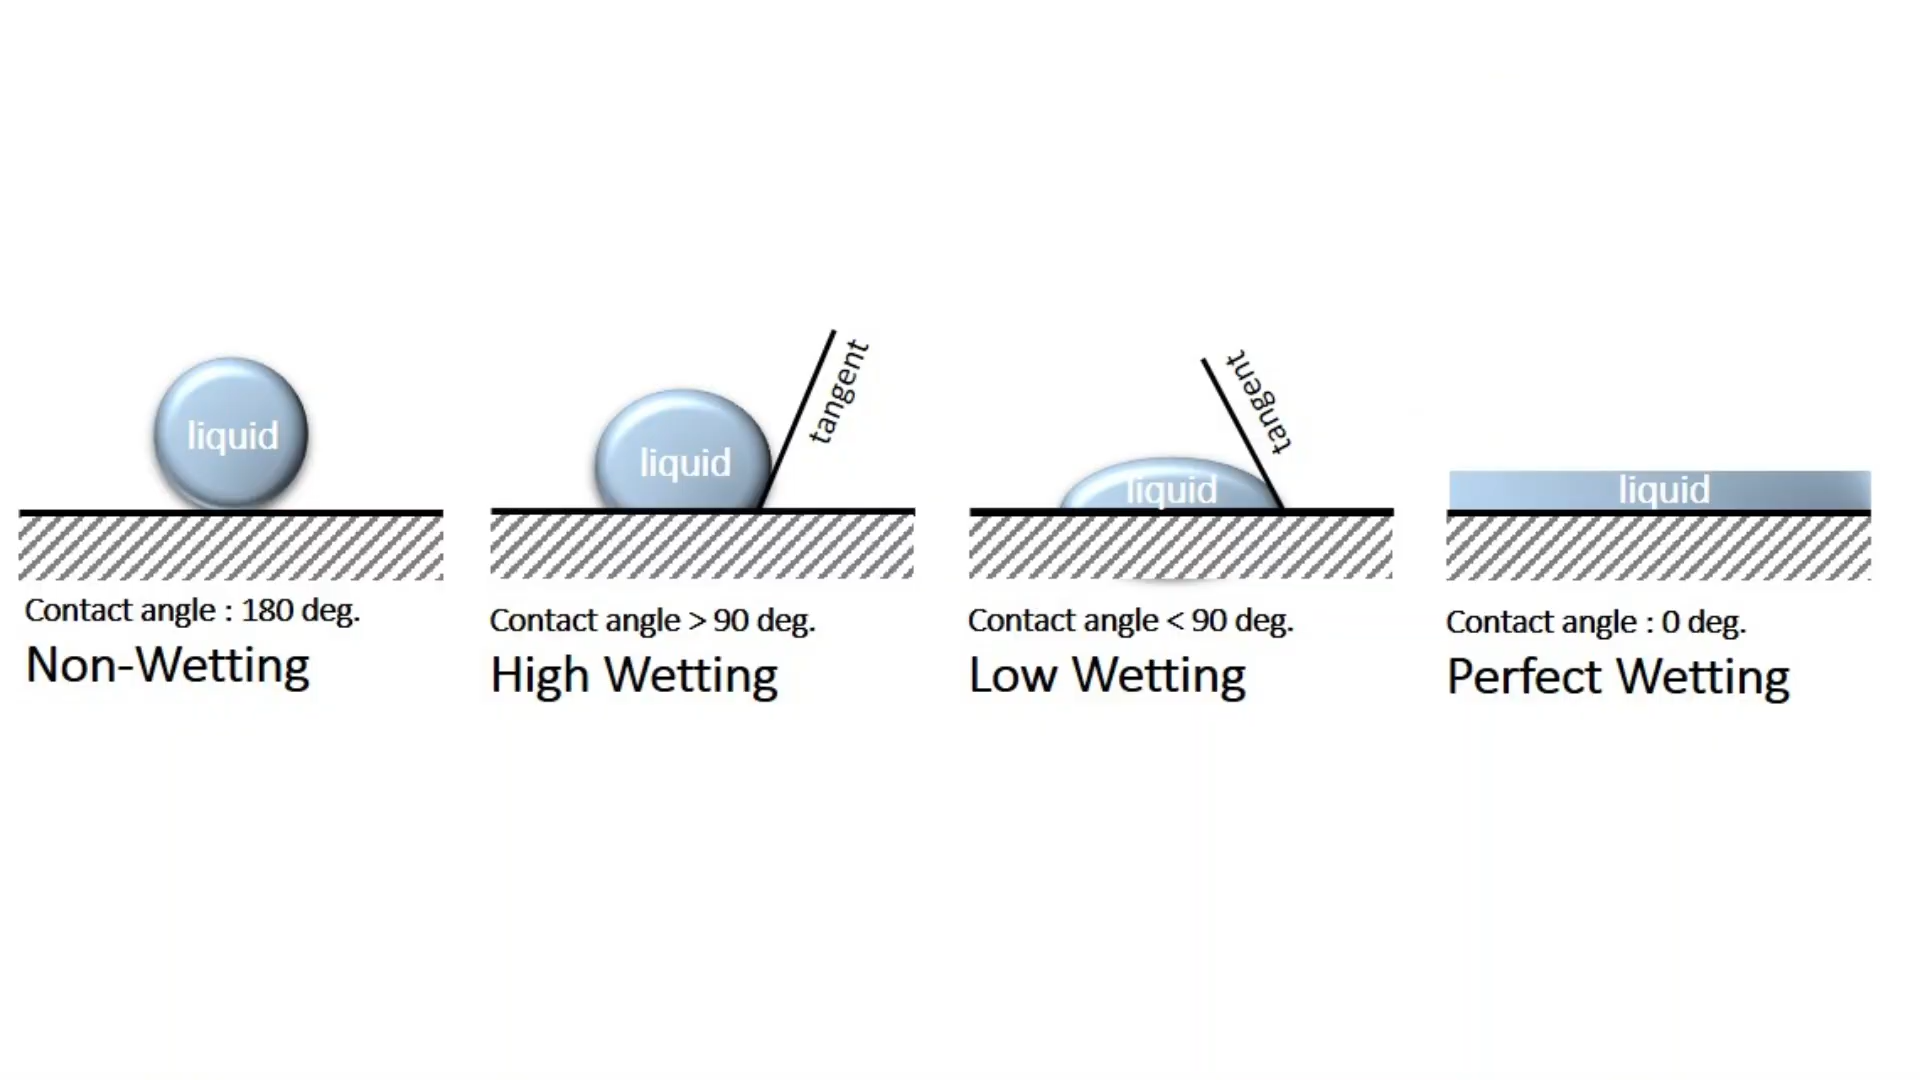 liquid
Contact angle : 180 deg.
Non-Wetting
liquid
tangent
Contact angle > 90 deg.
High Wetting
liquid
tangent
Contact angle < 90 deg.
Low Wetting
liquid
Contact angle : 0 deg.
Perfect Wetting